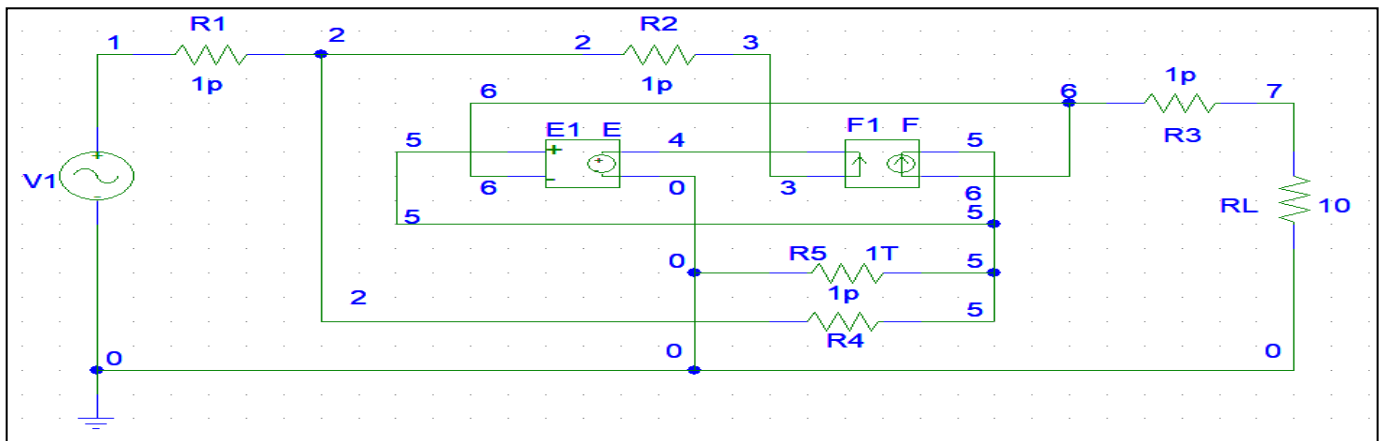 R1 2 R2
1 2 3
1p 1p 1p
6 6 7
E1 E F1 F R3
5 + 4 5
V1 + - 6 - 0 3 6 RL 10
5 5
0 R5 1T 5
2 1p 5
R4
0 0 0